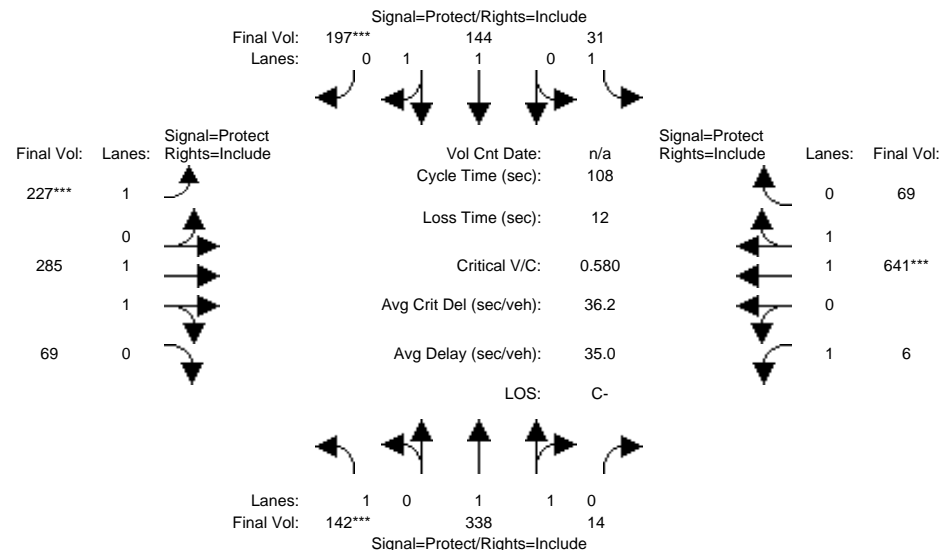 Signal=Protect/Rights=Include
Final Vol: 197*** 144 31
Lanes: 0 1 1 0 1
Signal=Protect Signal=Protect
Final Vol: Lanes: Rights=Include Vol Cnt Date: n/a Rights=Include Lanes: Final Vol:
Cycle Time (sec): 108
227*** 1 0 69
Loss Time (sec): 12
0 1
285 1 Critical V/C: 0.580 1 641***
1 Avg Crit Del (sec/veh): 36.2 0
69 0 Avg Delay (sec/veh): 35.0 1 6
LOS: C-
Lanes: 1 0 1 1 0
Final Vol: 142*** 338 14
Signal=Protect/Rights=Include